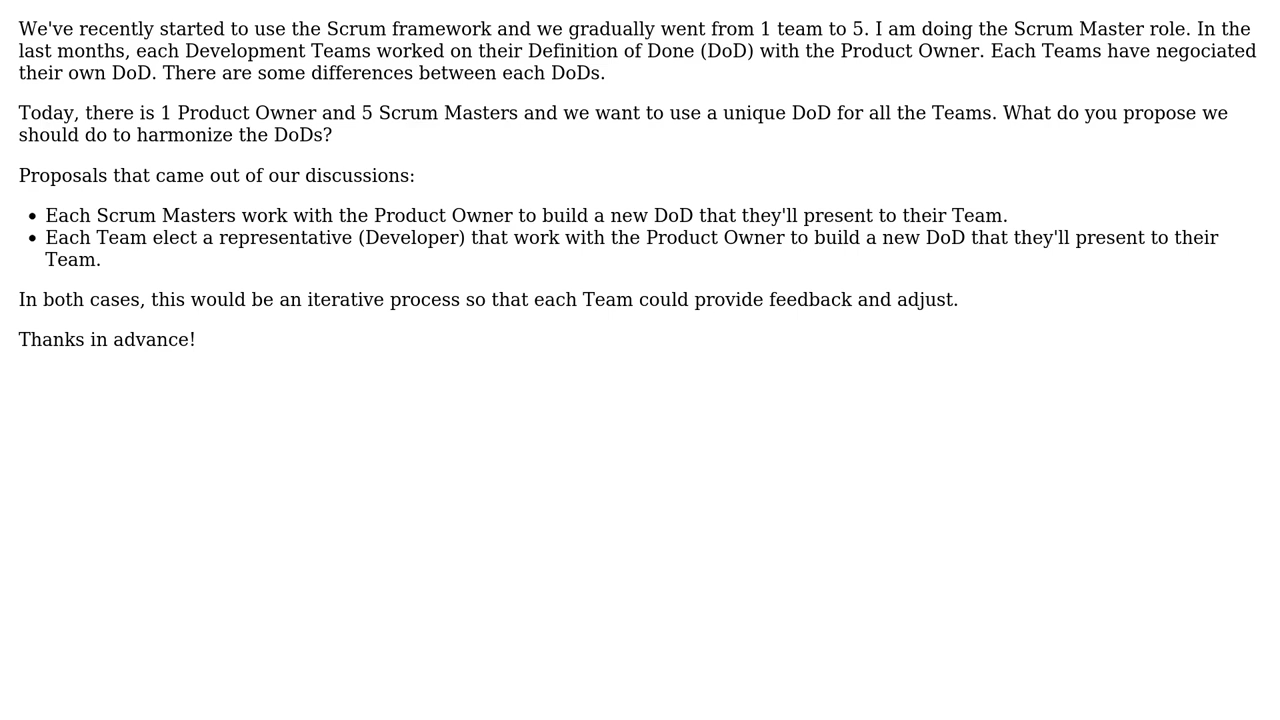 We've recently started to use the Scrum framework and we gradually went from 1 team to 5. I am doing the Scrum Master role. In the
last months, each Development Teams worked on their Definition of Done (DoD) with the Product Owner. Each Teams have negociated
their own DoD. There are some differences between each DoDs.
Today, there is 1 Product Owner and 5 Scrum Masters and we want to use a unique DoD for all the Teams. What do you propose we
should do to harmonize the DoDs?
Proposals that came out of our discussions:
• Each Scrum Masters work with the Product Owner to build a new DoD that they'll present to their Team.
• Each Team elect a representative (Developer) that work with the Product Owner to build a new DoD that they'll present to their
Team.
In both cases, this would be an iterative process so that each Team could provide feedback and adjust.
Thanks in advance!